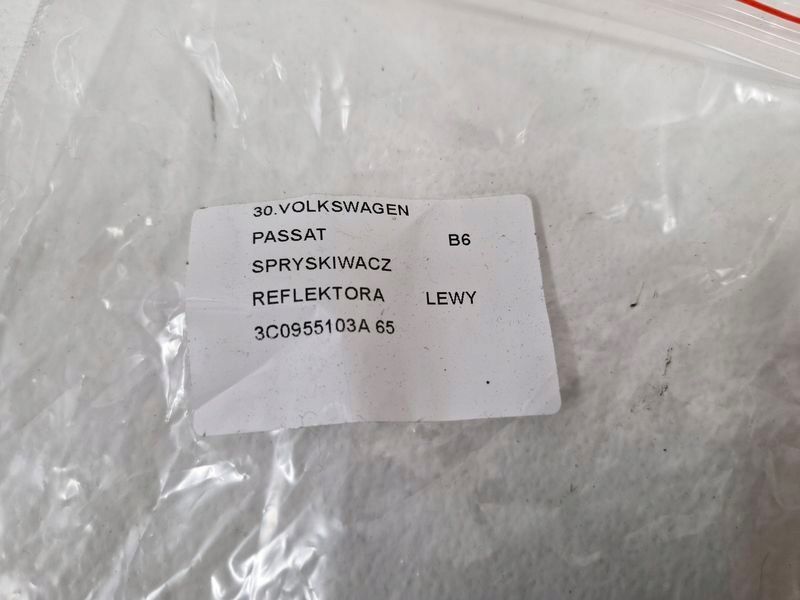 30.VOLKSWAGEN
PASSAT B6
SPRYSKIWACZ
REFLEKTORA LEWY
3C0955103A 65